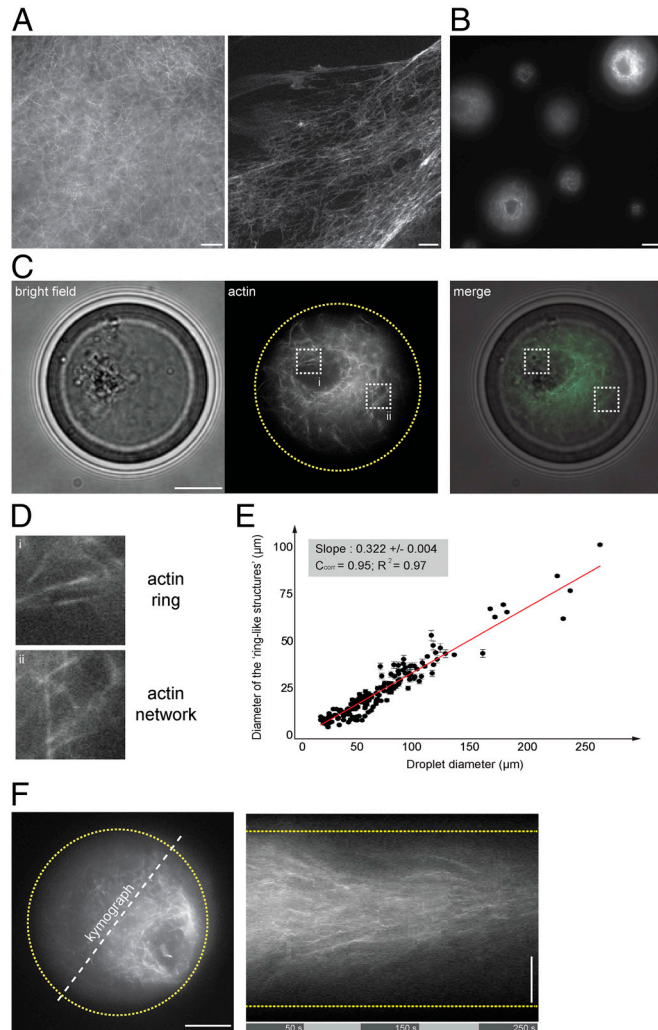 A
B
C
bright field
actin
merge
i
ii
D
E
i
actin
ring
ii
actin
network
Slope : 0.322 +/- 0.004
Ccorr = 0.95; R² = 0.97
Diameter of the 'ring-like structures' (µm)
100
75
50
25
0
0 50 100 150 200 250
Droplet diameter (µm)
F
kymograph
50 s 150 s 250 s